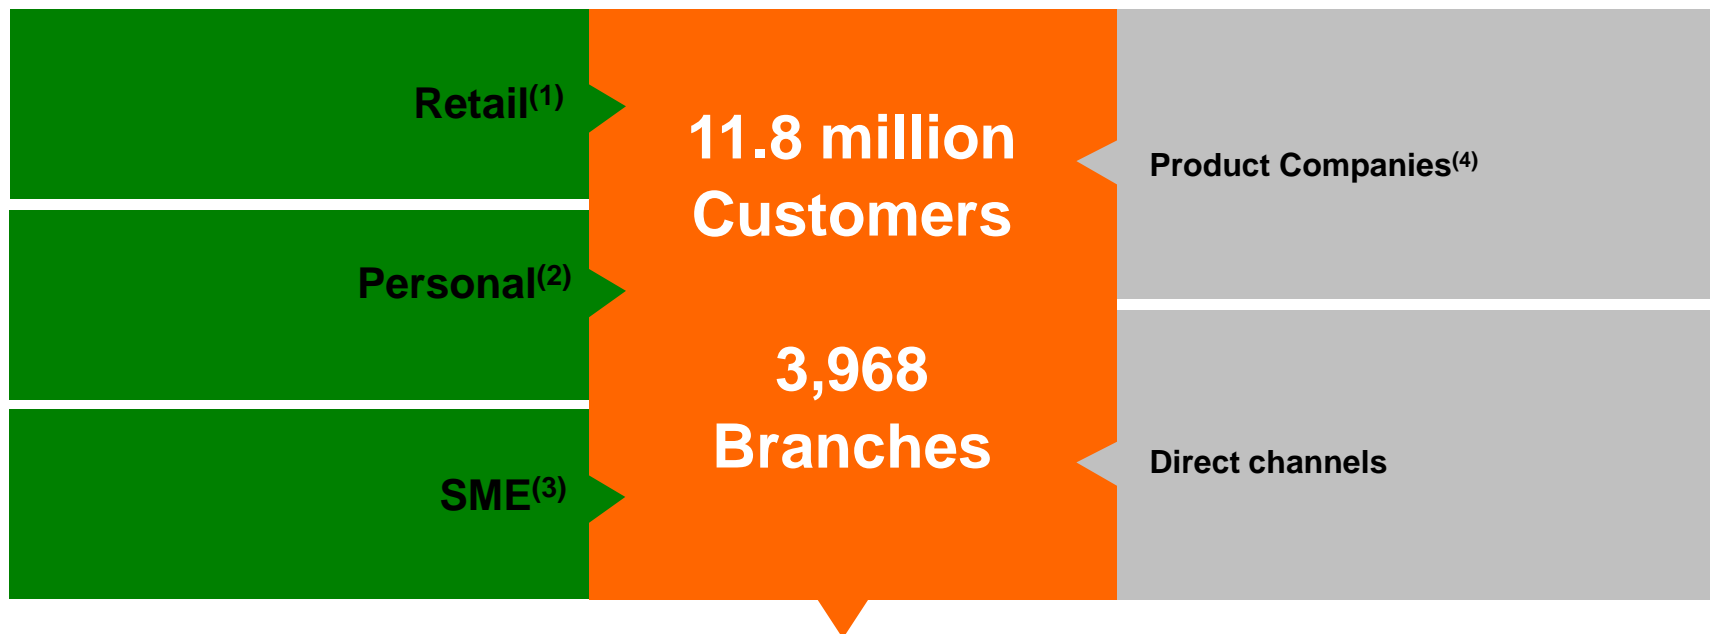 Retail(1)
Personal(2)
SME(3)
11.8 million
Customers
3,968
Branches
Product Companies(4)
Direct channels